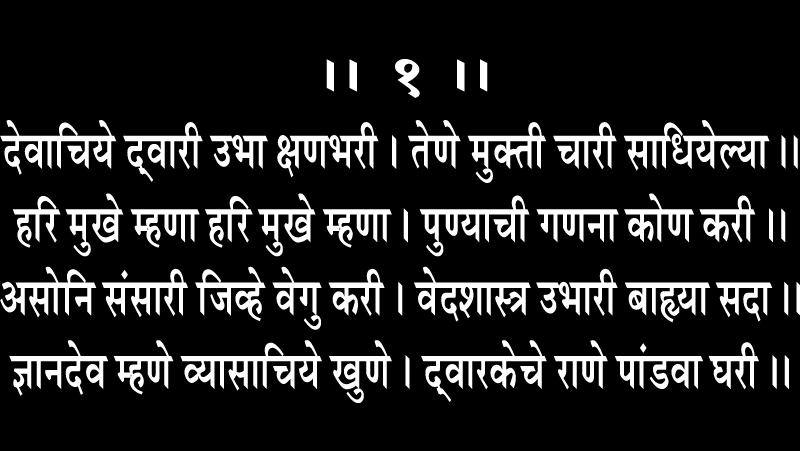 ।। १ ।।
देवाचिये द्वारी उभा क्षणभरी । तेणे मुक्ती चारी साधियेल्या ।।
हरि मुखे म्हणा हरि मुखे म्हणा । पुण्याची गणना कोण करी ।।
असोनि संसारी जिव्हे वेगु करी । वेदशास्त्र उभारी बाह्या सदा ।।
ज्ञानदेव म्हणे व्यासाचिये खुणे । द्वारकेचे राणे पांडवा घरी ।।